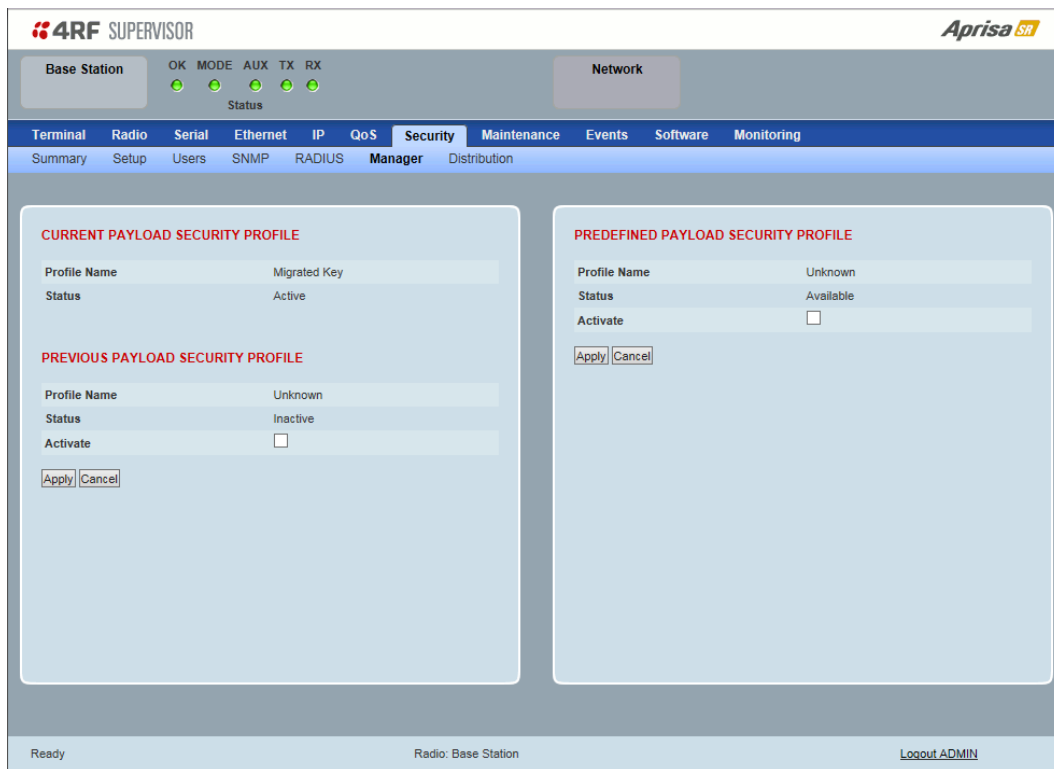 4RF SUPERVISOR
Aprisa SR
Base Station
OK MODE AUX TX RX
Status
Network
Terminal Radio Serial Ethernet IP QoS Security Maintenance Events Software Monitoring
Summary Setup Users SNMP RADIUS Manager Distribution
CURRENT PAYLOAD SECURITY PROFILE
Profile Name Migrated Key
Status Active
PREVIOUS PAYLOAD SECURITY PROFILE
Profile Name Unknown
Status Inactive
Activate
Apply Cancel
PREDEFINED PAYLOAD SECURITY PROFILE
Profile Name Unknown
Status Available
Activate
Apply Cancel
Ready Radio: Base Station Logout ADMIN